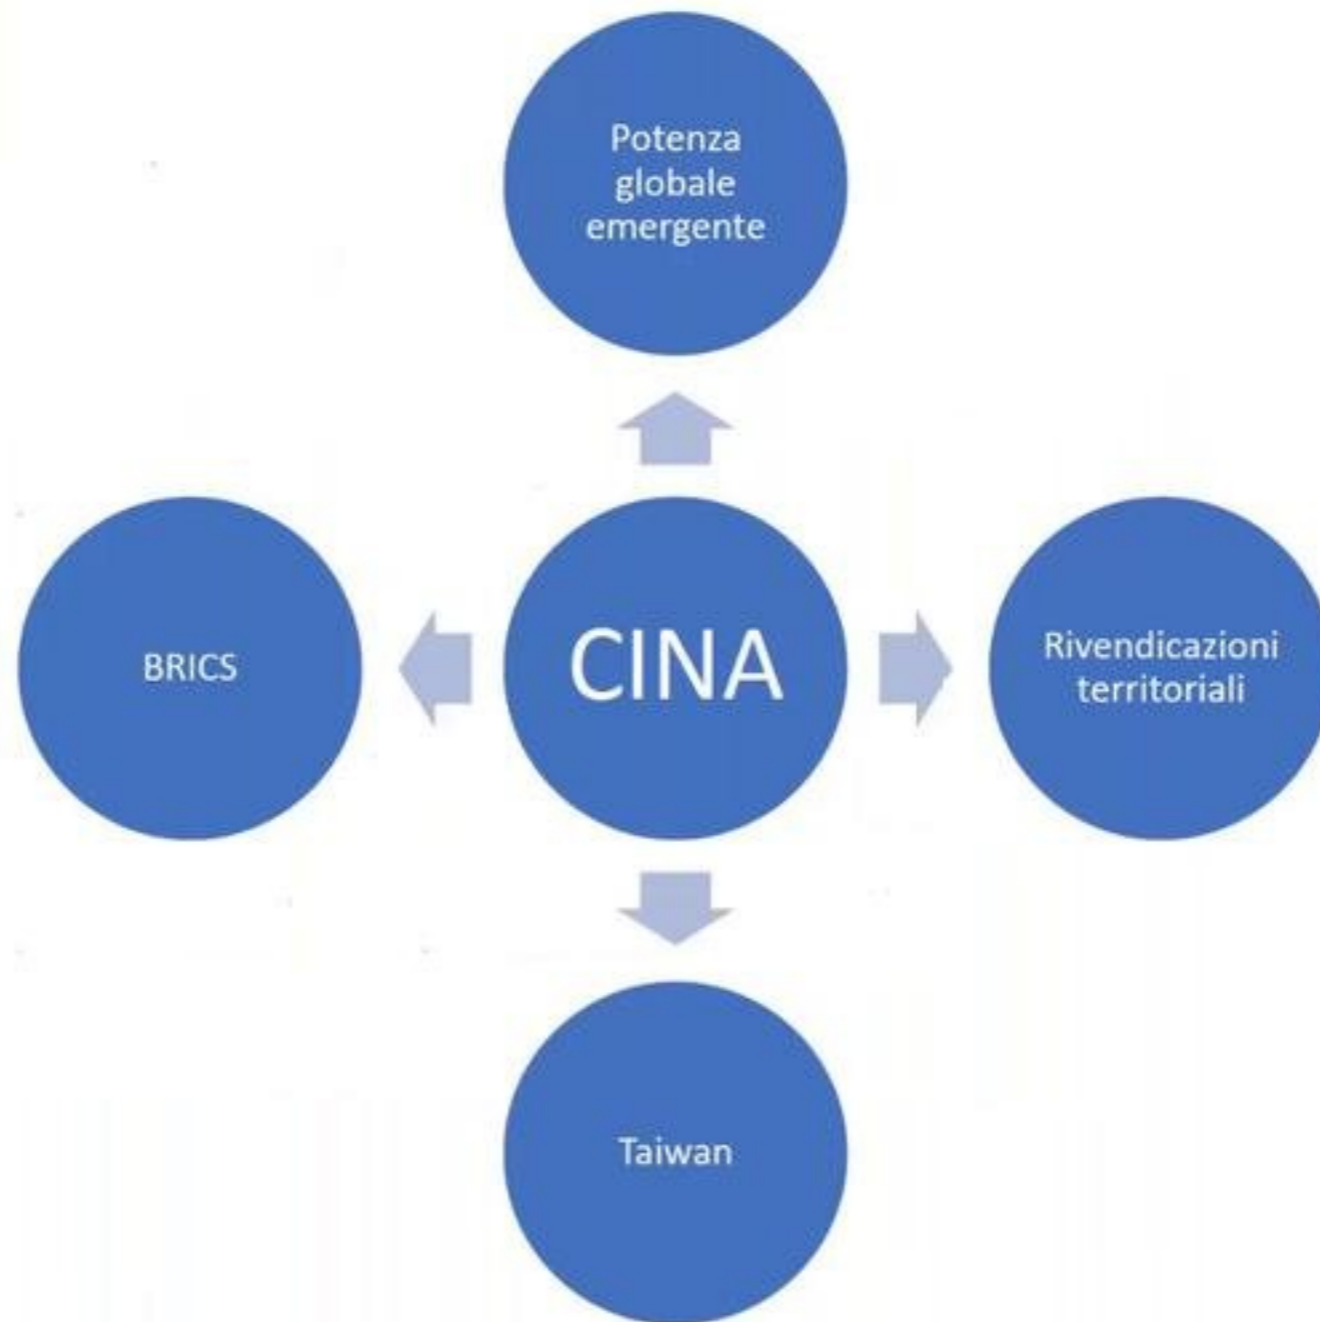 Potenza
globale
emergente
BRICS
CINA
Rivendicazioni
territoriali
Taiwan